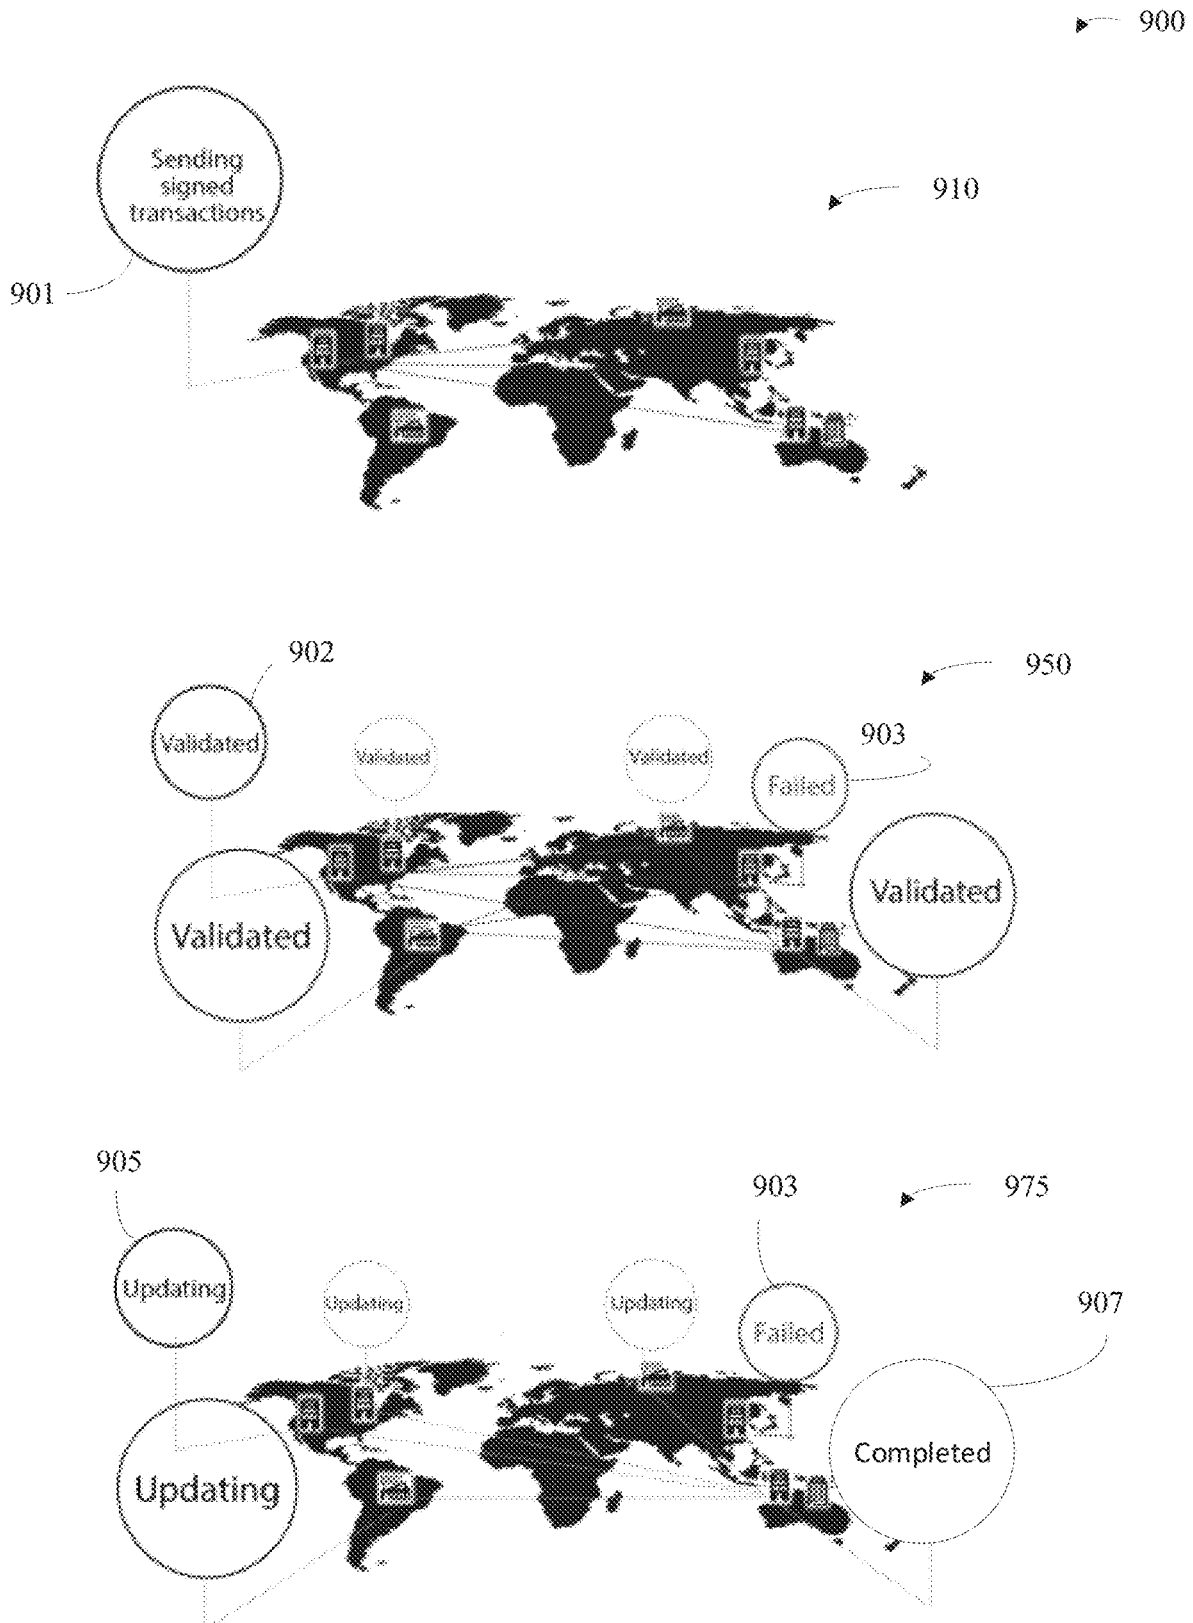 900
Sending
signed
transactions
910
901
902
950
Validated
Validated
Validated
903
Failed
Validated
Validated
905
903
975
Updating
Updating
Updating
Failed
907
Updating
Completed